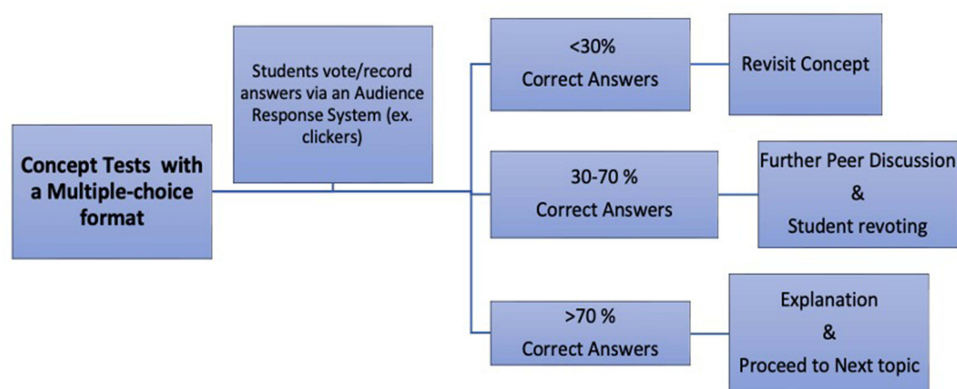 Concept Tests with
a Multiple-choice
format
Students vote/record
answers via an Audience
Response System (ex.
clickers)
<30%
Correct Answers
Revisit Concept
30-70 %
Correct Answers
Further Peer Discussion
&
Student revoting
>70 %
Correct Answers
Explanation
&
Proceed to Next topic